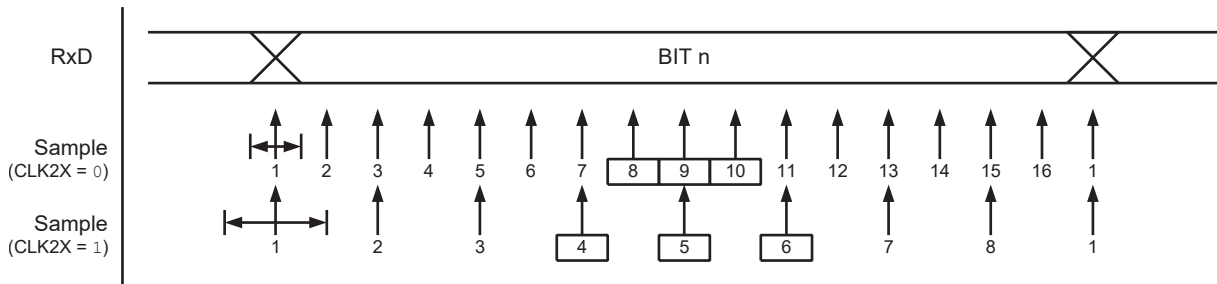 RxD BIT n
Sample
(CLK2X = 0) 1 2 3 4 5 6 7 8 9 10 11 12 13 14 15 16 1
Sample
(CLK2X = 1) 1 2 3 4 5 6 7 8 1